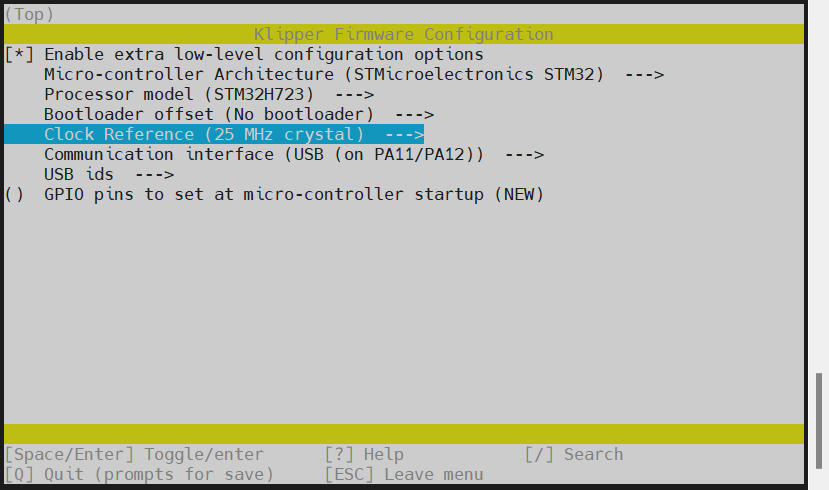 (Top)
Klipper Firmware Configuration
[*] Enable extra low-level configuration options
Micro-controller Architecture (STMicroelectronics STM32)  --->
Processor model (STM32H723)  --->
Bootloader offset (No bootloader)  --->
Clock Reference (25 MHz crystal)  --->
Communication interface (USB (on PA11/PA12))  --->
USB ids  --->
() GPIO pins to set at micro-controller startup (NEW)
[Space/Enter] Toggle/enter [?] Help [/] Search
[Q] Quit (prompts for save) [ESC] Leave menu